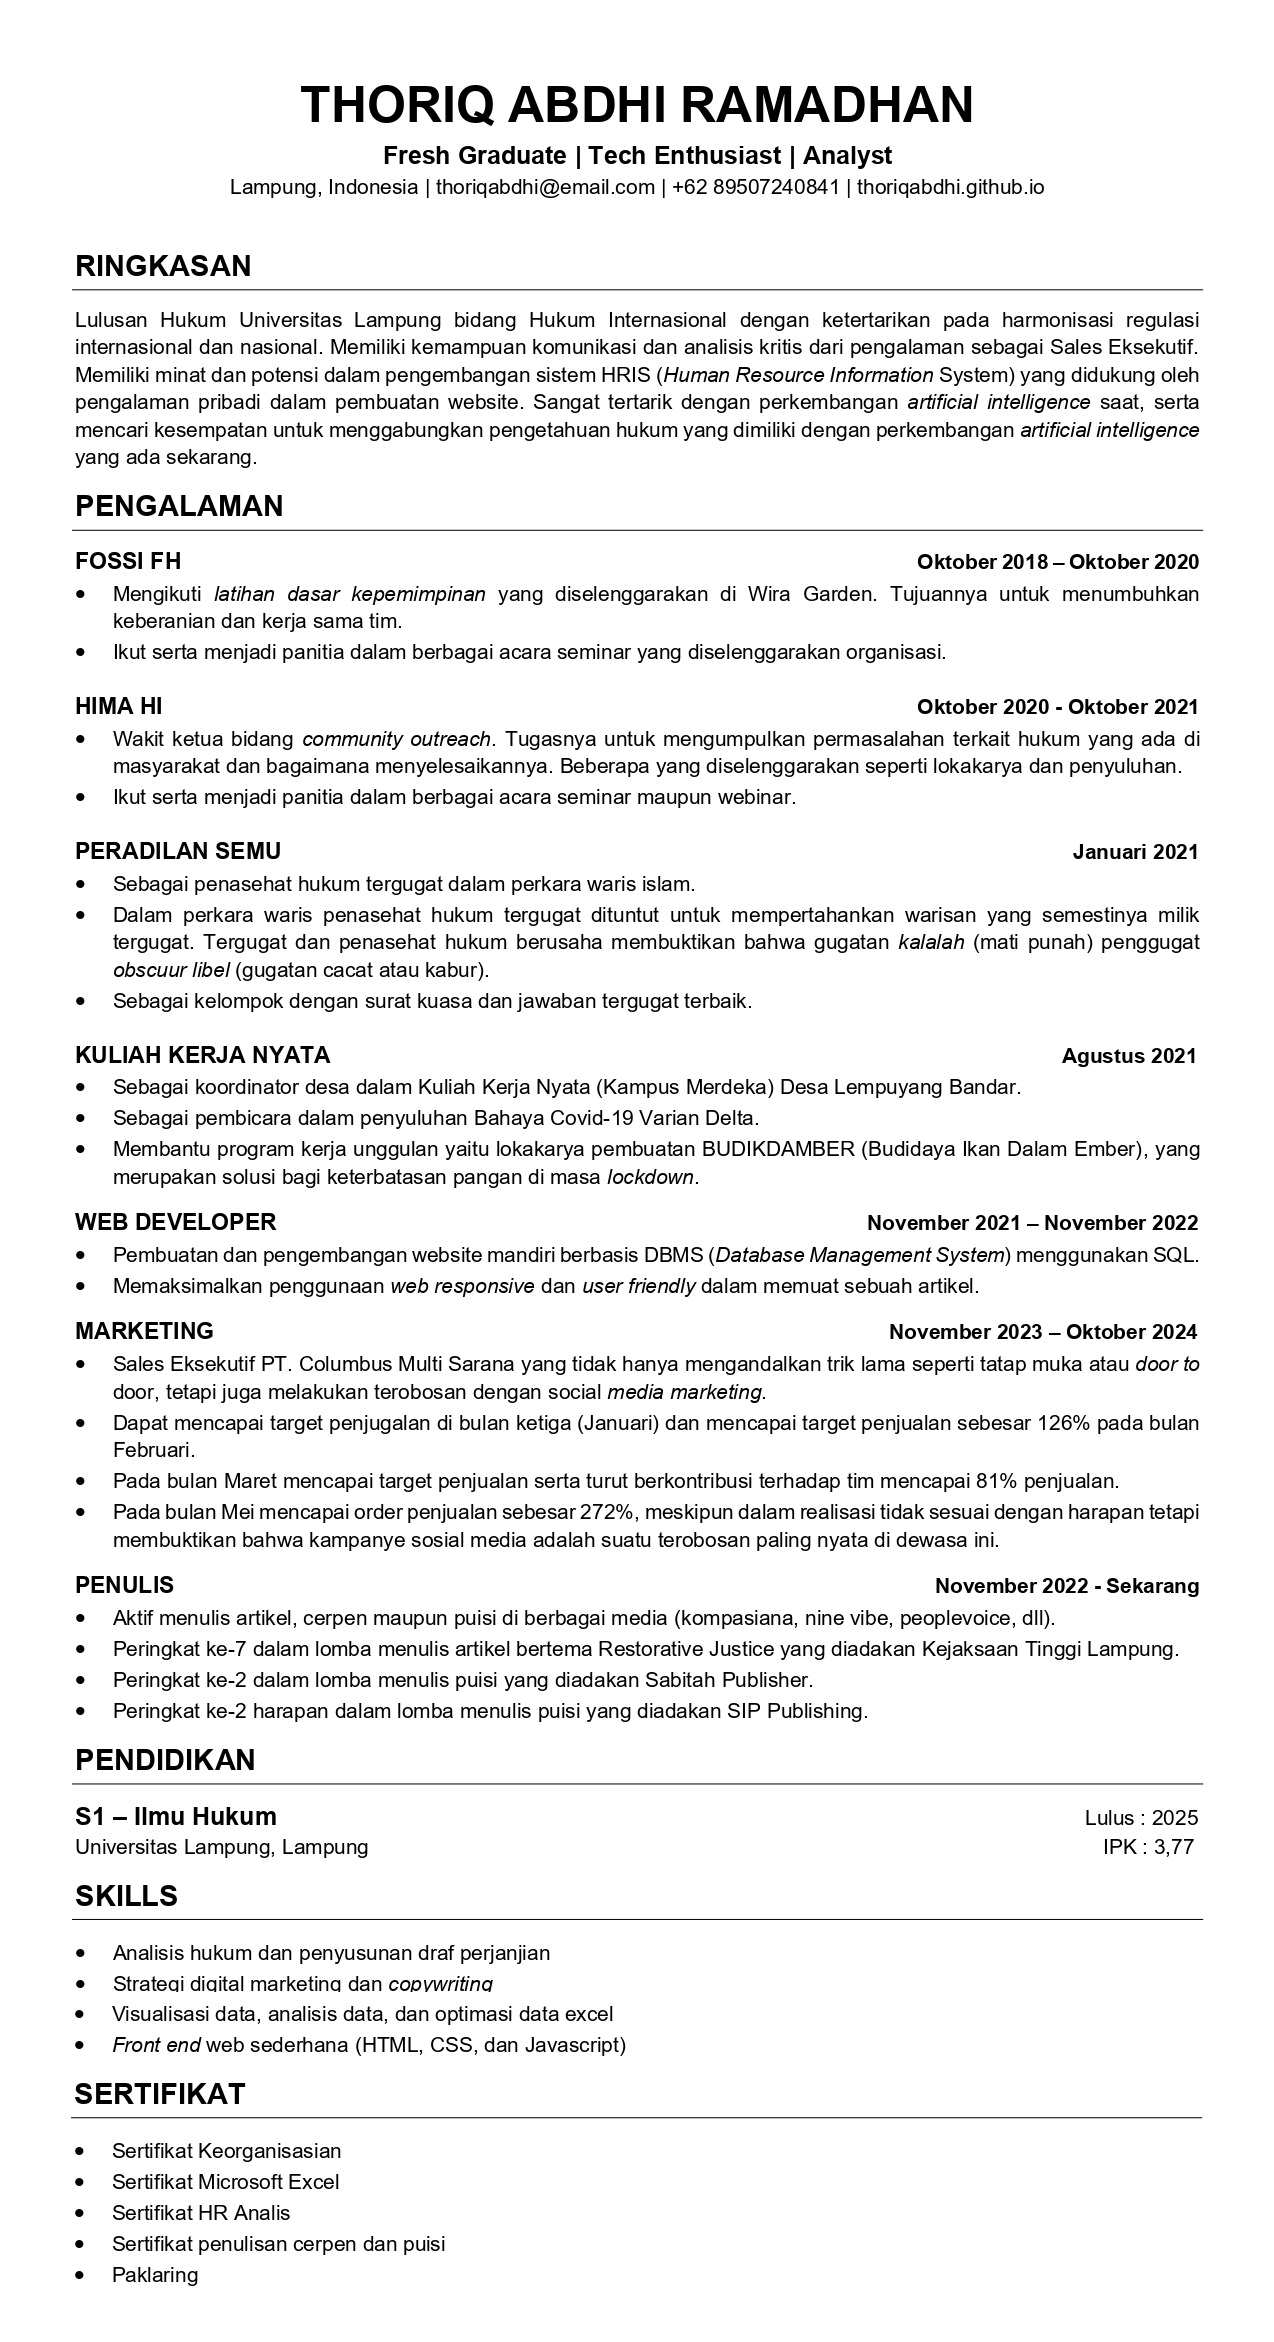 THORIQ ABDHI RAMADHAN
Fresh Graduate | Tech Enthusiast | Analyst
Lampung, Indonesia | thoriqabdhi@email.com | +62 89507240841 | thoriqabdhi.github.io
RINGKASAN
Lulusan Hukum Universitas Lampung bidang Hukum Internasional dengan ketertarikan pada harmonisasi regulasi
internasional dan nasional. Memiliki kemampuan komunikasi dan analisis kritis dari pengalaman sebagai Sales Eksekutif.
Memiliki minat dan potensi dalam pengembangan sistem HRIS (Human Resource Information System) yang didukung oleh
pengalaman pribadi dalam pembuatan website. Sangat tertarik dengan perkembangan artificial intelligence saat, serta
mencari kesempatan untuk menggabungkan pengetahuan hukum yang dimiliki dengan perkembangan artificial intelligence
yang ada sekarang.
PENGALAMAN
FOSSI FH Oktober 2018 – Oktober 2020
• Mengikuti latihan dasar kepemimpinan yang diselenggarakan di Wira Garden. Tujuannya untuk menumbuhkan
keberanian dan kerja sama tim.
• Ikut serta menjadi panitia dalam berbagai acara seminar yang diselenggarakan organisasi.
HIMA HI Oktober 2020 - Oktober 2021
• Wakit ketua bidang community outreach. Tugasnya untuk mengumpulkan permasalahan terkait hukum yang ada di
masyarakat dan bagaimana menyelesaikannya. Beberapa yang diselenggarakan seperti lokakarya dan penyuluhan.
• Ikut serta menjadi panitia dalam berbagai acara seminar maupun webinar.
PERADILAN SEMU Januari 2021
• Sebagai penasehat hukum tergugat dalam perkara waris islam.
• Dalam perkara waris penasehat hukum tergugat dituntut untuk mempertahankan warisan yang semestinya milik
tergugat. Tergugat dan penasehat hukum berusaha membuktikan bahwa gugatan kalalah (mati punah) penggugat
obscuur libel (gugatan cacat atau kabur).
• Sebagai kelompok dengan surat kuasa dan jawaban tergugat terbaik.
KULIAH KERJA NYATA Agustus 2021
• Sebagai koordinator desa dalam Kuliah Kerja Nyata (Kampus Merdeka) Desa Lempuyang Bandar.
• Sebagai pembicara dalam penyuluhan Bahaya Covid-19 Varian Delta.
• Membantu program kerja unggulan yaitu lokakarya pembuatan BUDIKDAMBER (Budidaya Ikan Dalam Ember), yang
merupakan solusi bagi keterbatasan pangan di masa lockdown.
WEB DEVELOPER November 2021 – November 2022
• Pembuatan dan pengembangan website mandiri berbasis DBMS (Database Management System) menggunakan SQL.
• Memaksimalkan penggunaan web responsive dan user friendly dalam memuat sebuah artikel.
MARKETING November 2023 – Oktober 2024
• Sales Eksekutif PT. Columbus Multi Sarana yang tidak hanya mengandalkan trik lama seperti tatap muka atau door to
door, tetapi juga melakukan terobosan dengan social media marketing.
• Dapat mencapai target penjugalan di bulan ketiga (Januari) dan mencapai target penjualan sebesar 126% pada bulan
Februari.
• Pada bulan Maret mencapai target penjualan serta turut berkontribusi terhadap tim mencapai 81% penjualan.
• Pada bulan Mei mencapai order penjualan sebesar 272%, meskipun dalam realisasi tidak sesuai dengan harapan tetapi
membuktikan bahwa kampanye sosial media adalah suatu terobosan paling nyata di dewasa ini.
PENULIS November 2022 - Sekarang
• Aktif menulis artikel, cerpen maupun puisi di berbagai media (kompasiana, nine vibe, peoplevoice, dll).
• Peringkat ke-7 dalam lomba menulis artikel bertema Restorative Justice yang diadakan Kejaksaan Tinggi Lampung.
• Peringkat ke-2 dalam lomba menulis puisi yang diadakan Sabitah Publisher.
• Peringkat ke-2 harapan dalam lomba menulis puisi yang diadakan SIP Publishing.
PENDIDIKAN
S1 – Ilmu Hukum Lulus : 2025
Universitas Lampung, Lampung IPK : 3,77
SKILLS
• Analisis hukum dan penyusunan draf perjanjian
• Strategi digital marketing dan copywriting
• Visualisasi data, analisis data, dan optimasi data excel
• Front end web sederhana (HTML, CSS, dan Javascript)
SERTIFIKAT
• Sertifikat Keorganisasian
• Sertifikat Microsoft Excel
• Sertifikat HR Analis
• Sertifikat penulisan cerpen dan puisi
• Paklaring